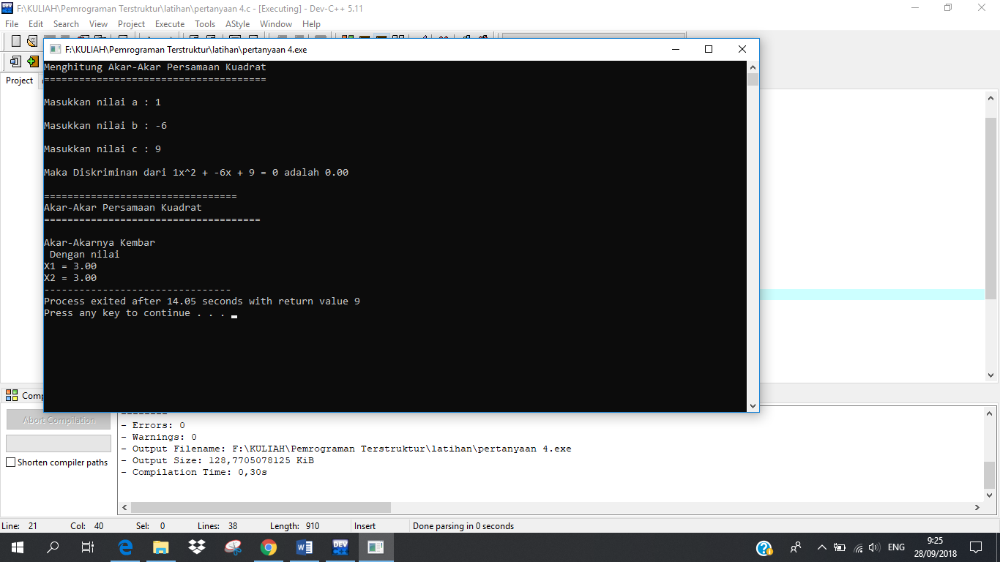 F:\KULIAH\Pemrograman Terstruktur\latihan\pertanyaan 4.c - [Executing] - Dev-C++ 5.11
File Edit Search View Project Execute Tools AStyle Window Help
F:\KULIAH\Pemrograman Terstruktur\latihan\pertanyaan 4.exe
Project
Menghitung Akar-Akar Persamaan Kuadrat
======================================
Masukkan nilai a : 1
Masukkan nilai b : -6
Masukkan nilai c : 9
Maka Diskriminan dari 1x^2 + -6x + 9 = 0 adalah 0.00
=================================
Akar-Akar Persamaan Kuadrat
=====================================
Akar-Akarnya Kembar
Dengan nilai
X1 = 3.00
X2 = 3.00
--------------------------------
Process exited after 14.05 seconds with return value 9
Press any key to continue . . .
Abort Compilation
Shorten compiler paths
--------
- Errors: 0
- Warnings: 0
- Output Filename: F:\KULIAH\Pemrograman Terstruktur\latihan\pertanyaan 4.exe
- Output Size: 128,7705078125 KiB
- Compilation Time: 0,30s
Line: 21 Col: 40 Sel: 0 Lines: 38 Length: 910 Insert Done parsing in 0 seconds
DEV
ENG
9:25
28/09/2018